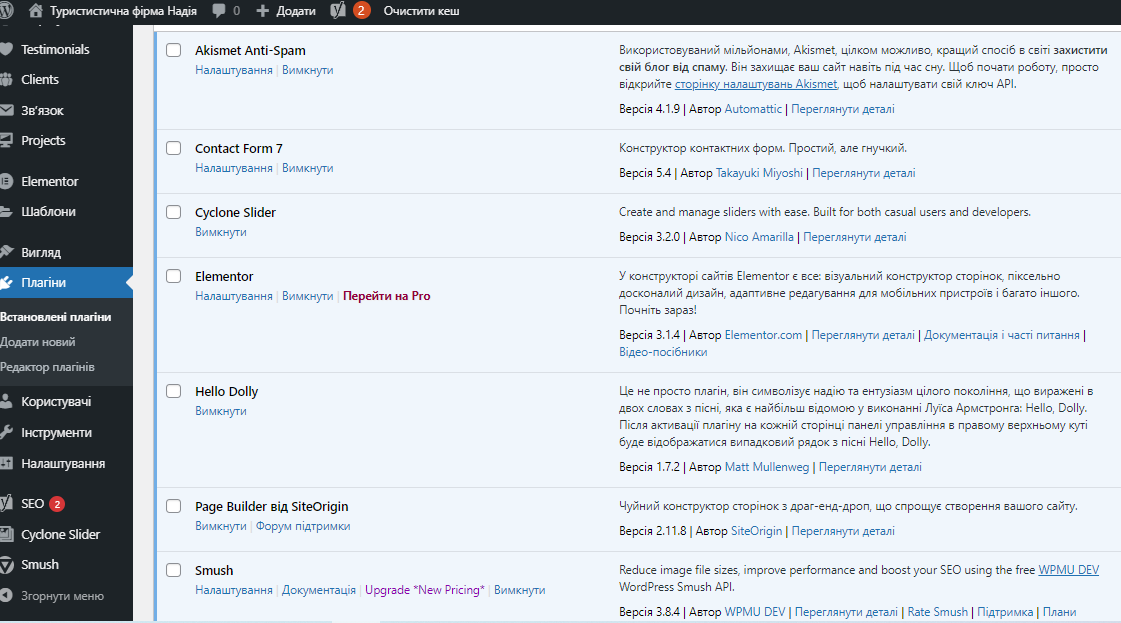 Туристистична фірма Надія 0 Додати 2 Очистити кеш
Testimonials
Clients
Зв’язок
Projects
Elementor
Шаблони
Вигляд
Плагіни
Встановлені плагіни
Додати новий
Редактор плагінів
Користувачі
Інструменти
Налаштування
SEO 2
Cyclone Slider
Smush
Згорнути меню
Akismet Anti-Spam
Налаштування | Вимкнути
Використовуваний мільйонами, Akismet, цілком можливо, кращий спосіб в світі захистити
свій блог від спаму. Він захищає ваш сайт навіть під час сну. Щоб почати роботу, просто
відкрийте сторінку налаштувань Akismet, щоб налаштувати свій ключ API.
Версія 4.1.9 | Автор Automattic | Переглянути деталі
Contact Form 7
Налаштування | Вимкнути
Конструктор контактних форм. Простий, але гнучкий.
Версія 5.4 | Автор Takayuki Miyoshi | Переглянути деталі
Cyclone Slider
Вимкнути
Create and manage sliders with ease. Built for both casual users and developers.
Версія 3.2.0 | Автор Nico Amarilla | Переглянути деталі
Elementor
Налаштування | Вимкнути | Перейти на Pro
У конструкторі сайтів Elementor є все: візуальний конструктор сторінок, піксельно
досконалий дизайн, адаптивне редагування для мобільних пристроїв і багато іншого.
Почніть зараз!
Версія 3.1.4 | Автор Elementor.com | Переглянути деталі | Документація і часті питання |
Відео-посібники
Hello Dolly
Вимкнути
Це не просто плагін, він символізує надію та ентузіазм цілого покоління, що виражені в
двох словах з пісні, яка є найбільш відомою у виконанні Луїса Армстронга: Hello, Dolly.
Після активації плагіну на кожній сторінці панелі управління в правому верхньому куті
буде відображатися випадковий рядок з пісні Hello, Dolly.
Версія 1.7.2 | Автор Matt Mullenweg | Переглянути деталі
Page Builder від SiteOrigin
Вимкнути | Форум підтримки
Чуйний конструктор сторінок з драг-енд-дроп, що спрощує створення вашого сайту.
Версія 2.11.8 | Автор SiteOrigin | Переглянути деталі
Smush
Налаштування | Документація | Upgrade *New Pricing* | Вимкнути
Reduce image file sizes, improve performance and boost your SEO using the free WPMU DEV
WordPress Smush API.
Версія 3.8.4 | Автор WPMU DEV | Переглянути деталі | Rate Smush | Підтримка | Плани